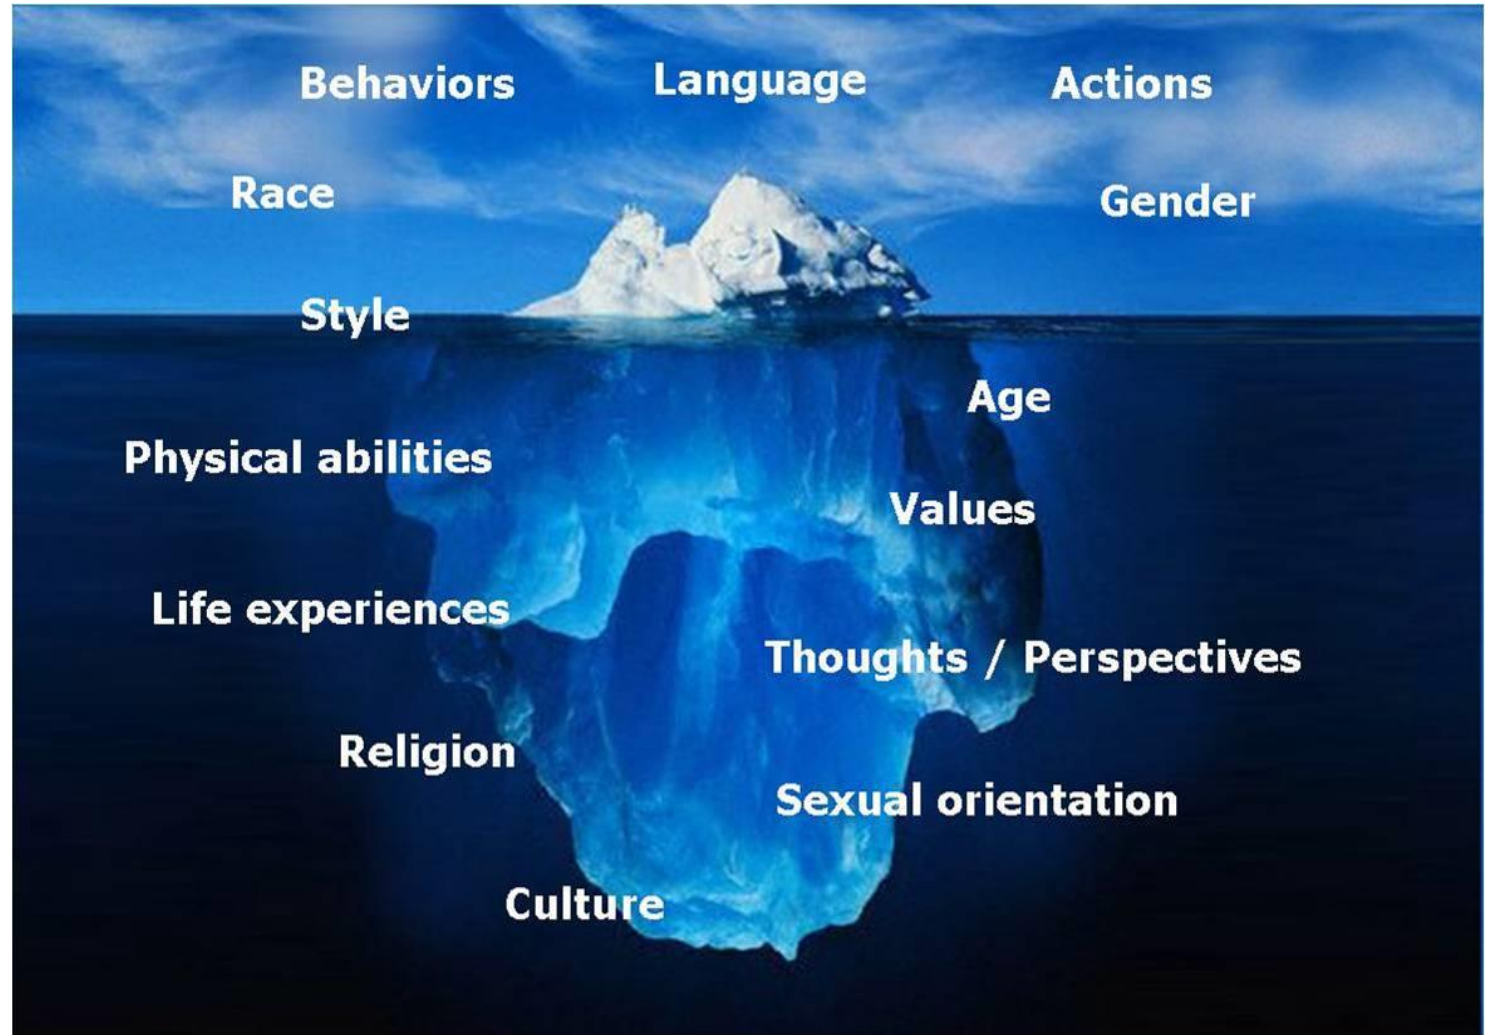 Behaviors
Language
Actions
Race
Gender
Style
Age
Physical abilities
Values
Life experiences
Thoughts / Perspectives
Religion
Sexual orientation
Culture